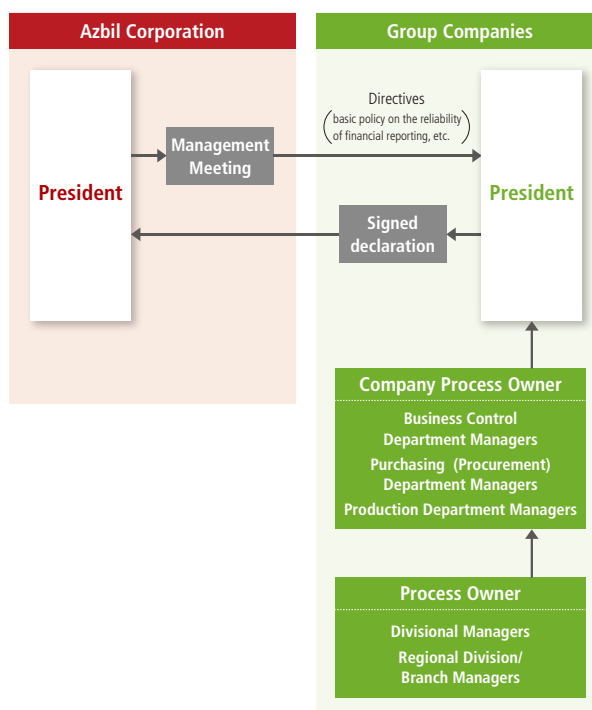 Azbil Corporation
Group Companies
President
Management
Meeting
Directives
(basic policy on the reliability
of financial reporting, etc.)
President
Signed
declaration
Company Process Owner
Business Control
Department Managers
Purchasing (Procurement)
Department Managers
Production Department Managers
Process Owner
Divisional Managers
Regional Division/
Branch Managers